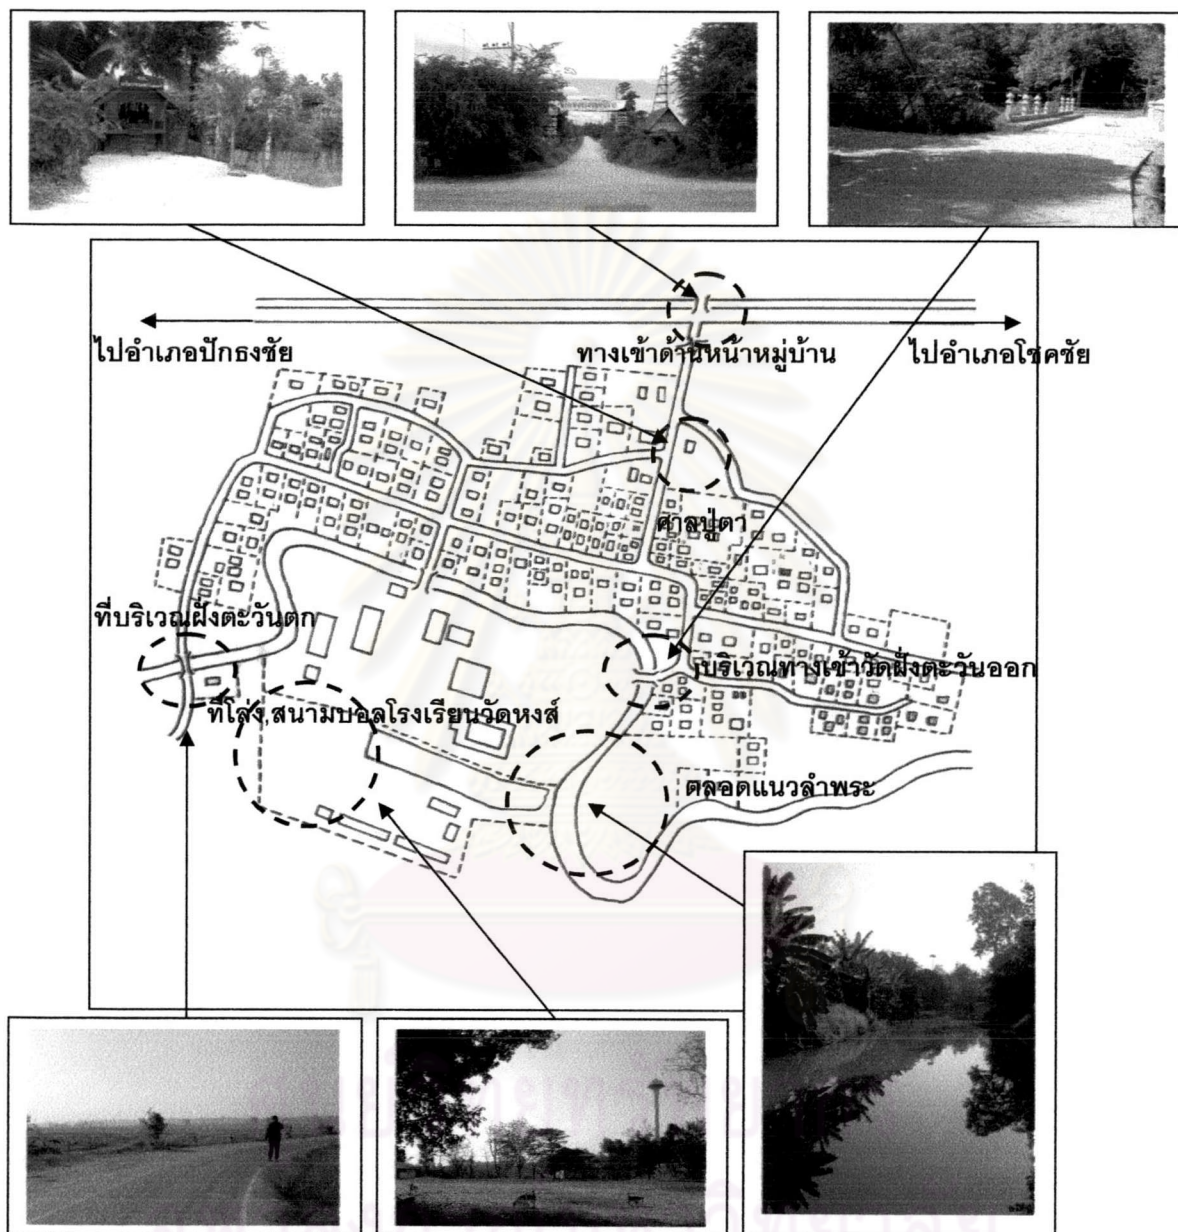 ไปอำเภอปักธงชัย
ทางเข้าด้านหน้าหมู่บ้าน
ไปอำเภอโชคชัย
ศาลปู่ตา
ที่บริเวณฝั่งตะวันตก
บริเวณทางเข้าวัดฝั่งตะวันออก
ที่โล่ง,สนามบอลโรงเรียนวัดหงส์
ตลอดแนวลำพระ